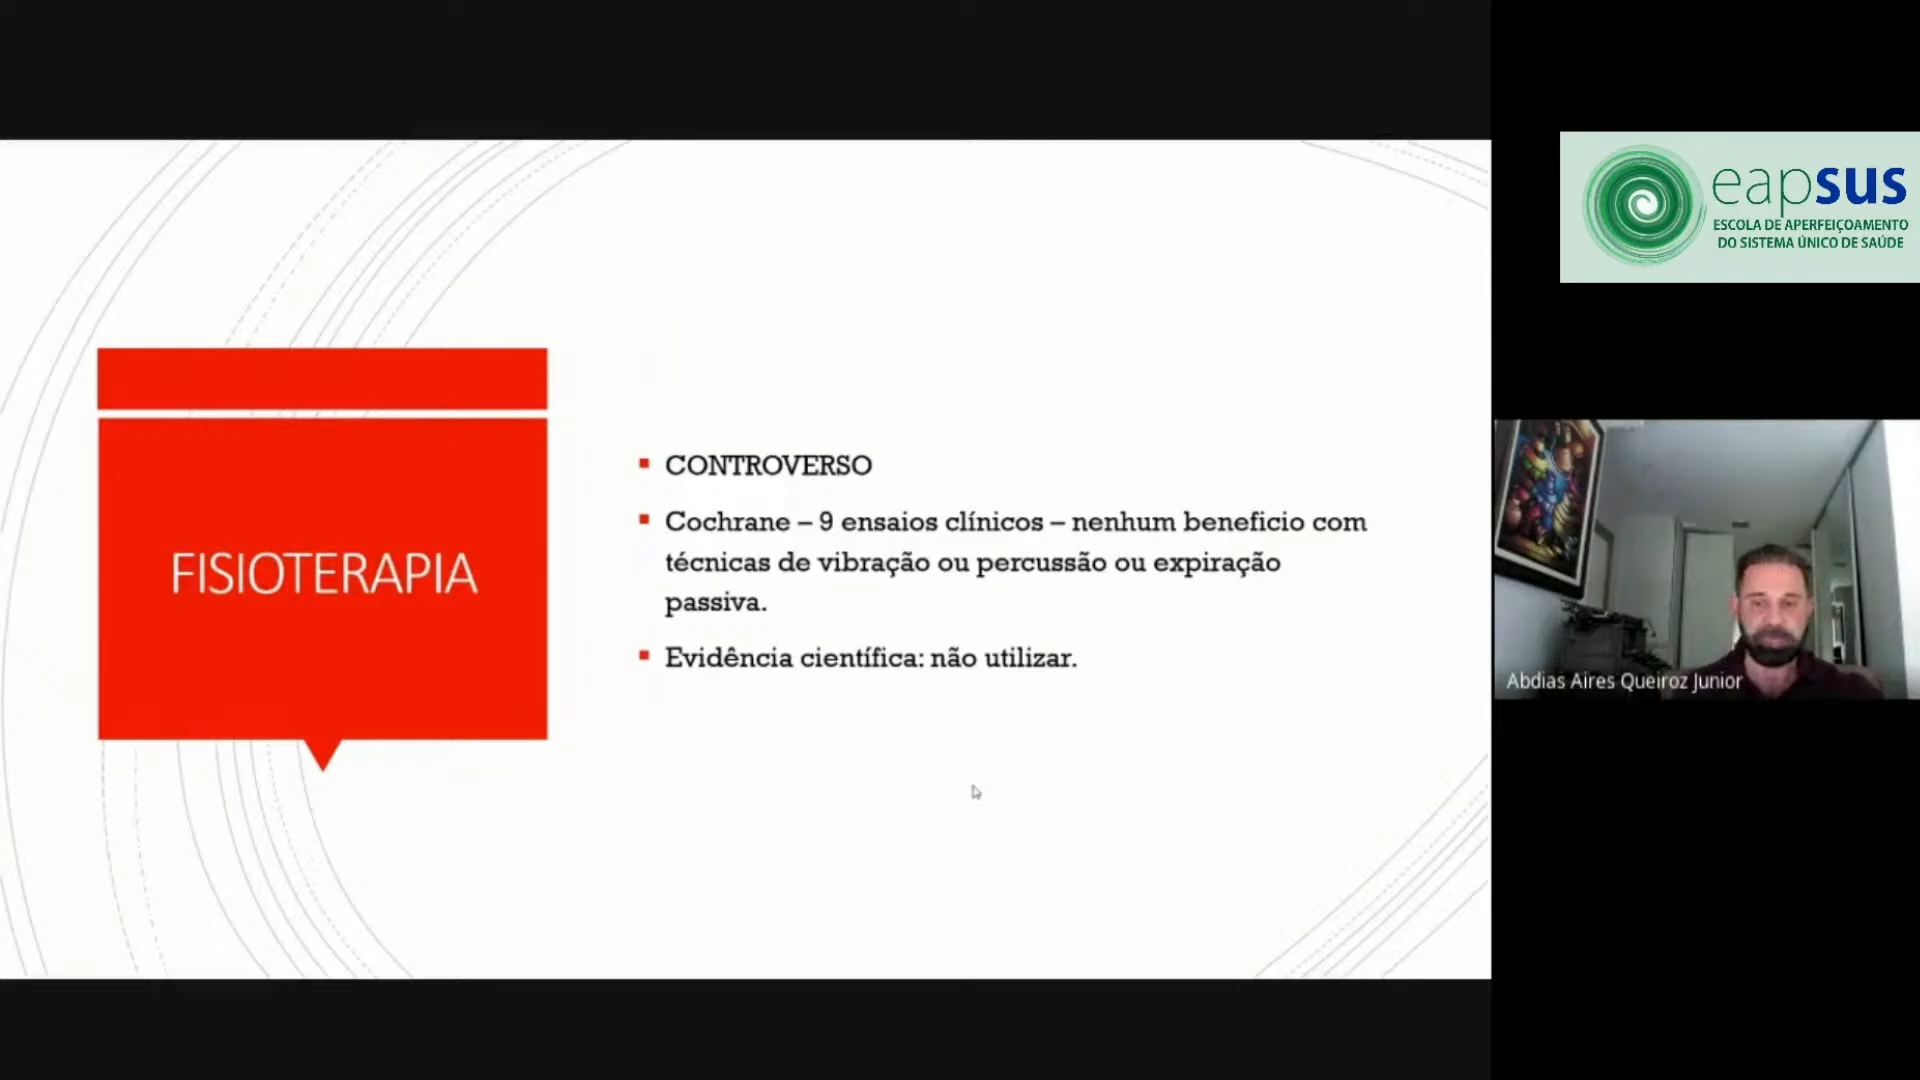 FISIOTERAPIA
CONTROVERSO
Cochrane – 9 ensaios clínicos – nenhum beneficio com
técnicas de vibração ou percussão ou expiração
passiva.
Evidência científica: não utilizar.
eapsus
ESCOLA DE APERFEIÇOAMENTO
DO SISTEMA ÚNICO DE SAÚDE
Abdias Aires Queiroz Junior